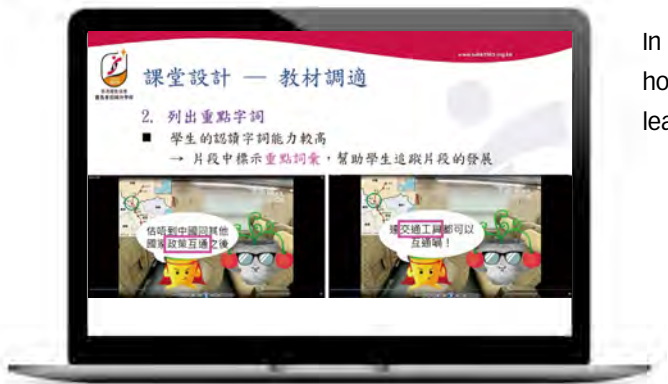 In
ho
lea
課堂設計 — 教材調適
2. 列出重點字詞
■ 學生的認讀字詞能力較高
→ 片段中標示重點詞彙，幫助學生追蹤片段的發展
估唔到中國同其他
國家政策互通之後
連交通工具都可以
互通喎！